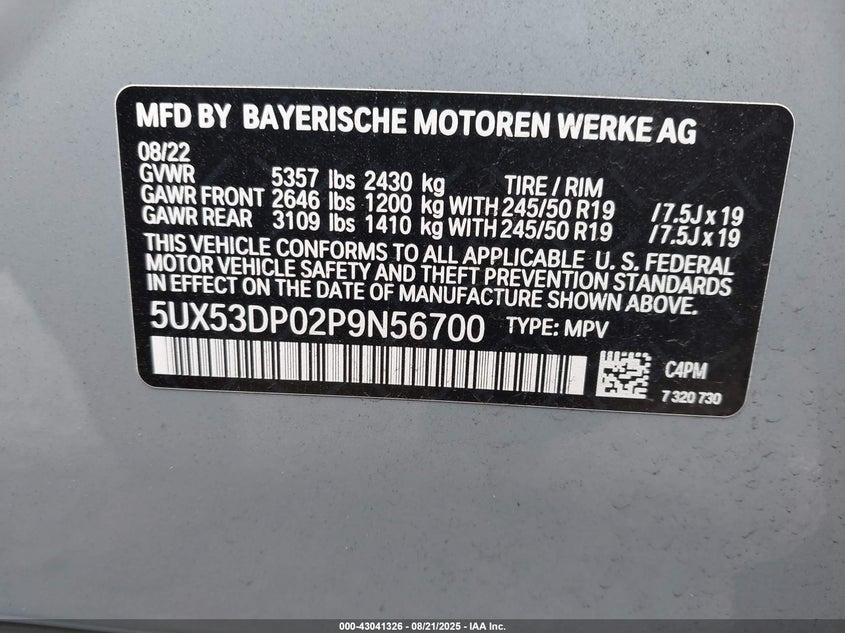 MFD BY BAYERISCHE MOTOREN WERKE AG
08/22
GVWR 5357 lbs 2430 kg TIRE / RIM
GAWR FRONT 2646 lbs 1200 kg WITH 245/50 R19 / 7.5J x 19
GAWR REAR 3109 lbs 1410 kg WITH 245/50 R19 / 7.5J x 19
THIS VEHICLE CONFORMS TO ALL APPLICABLE U. S. FEDERAL
MOTOR VEHICLE SAFETY AND THEFT PREVENTION STANDARDS
IN EFFECT ON THE DATE OF MANUFACTURE SHOWN ABOVE.
5UX53DP02P9N56700 TYPE: MPV
C4PM
7 320 730
000-43041326 - 08/21/2025 - IAA Inc.